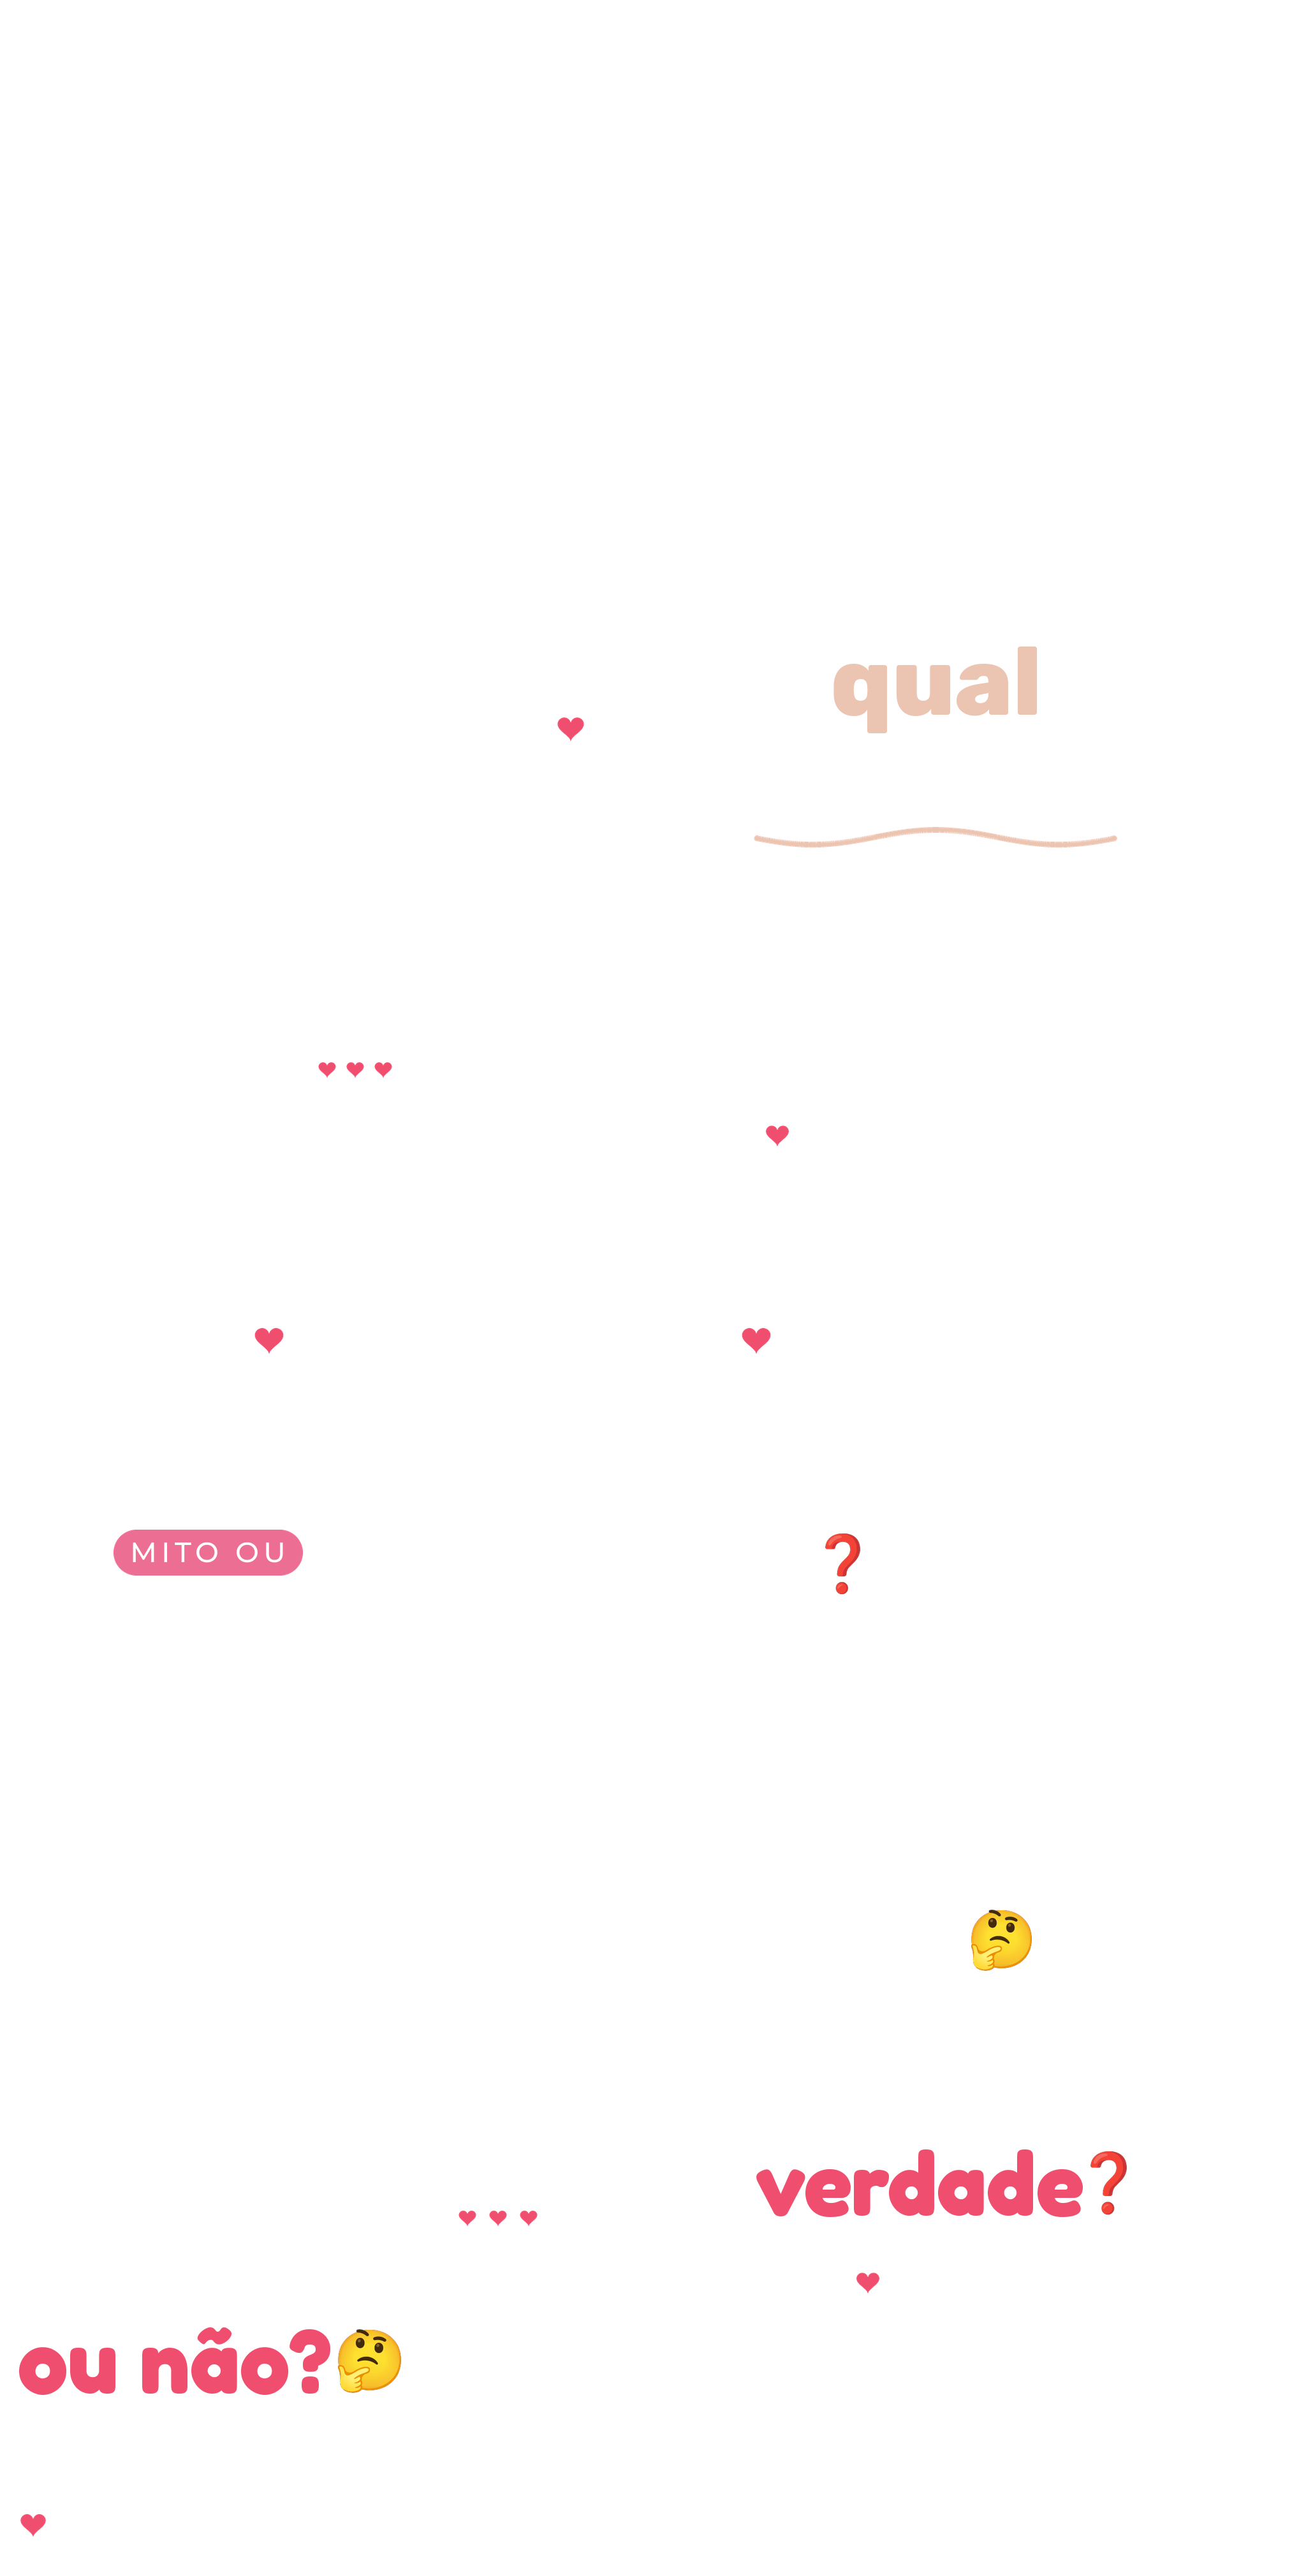 qual
MITO OU
❓
🤔
verdade❓
ou não?🤔